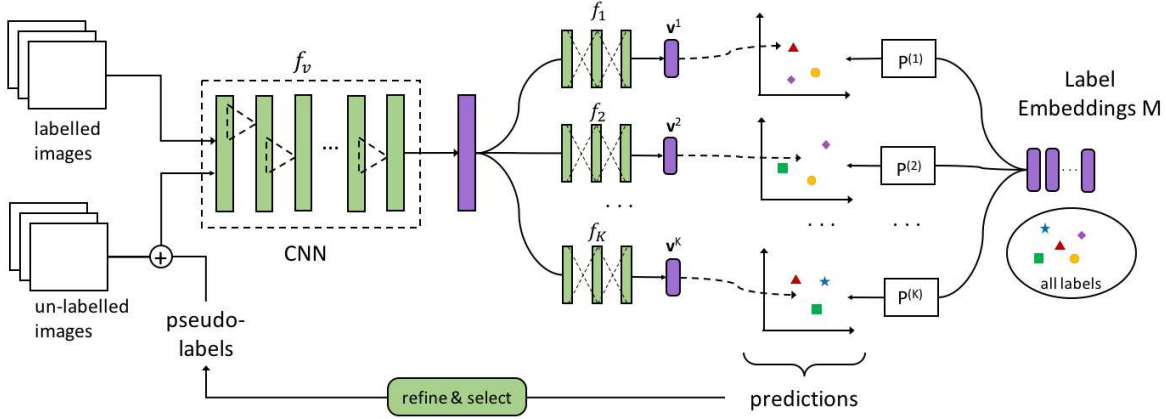 labelled
images
un-labelled
images
pseudo-
labels
f_v
...
CNN
f_1
v^1
f_2
v^2
. . .
f_K
v^K
P^(1)
P^(2)
. . .
. . .
P^(K)
Label
Embeddings M
...
all labels
refine & select
predictions